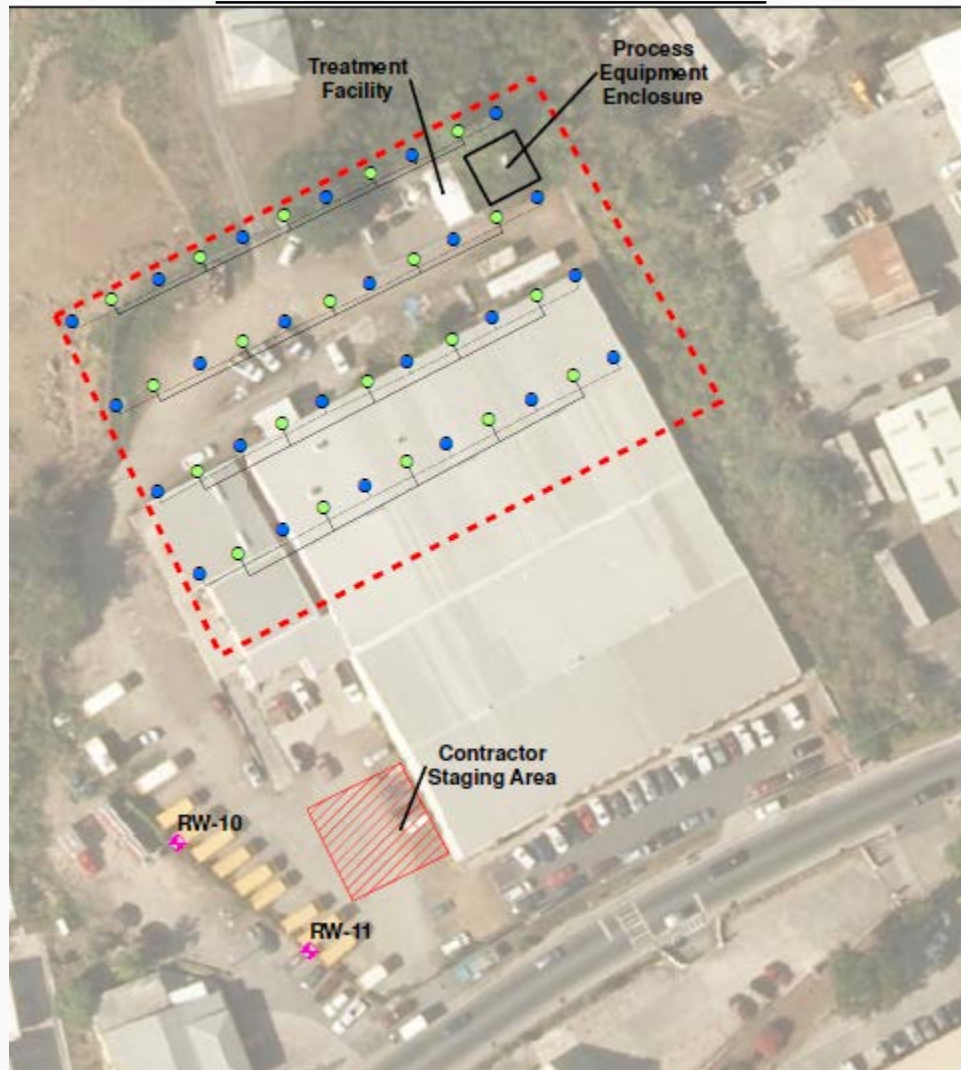 Treatment
Facility
Process
Equipment
Enclosure
Contractor
Staging Area
RW-10
RW-11